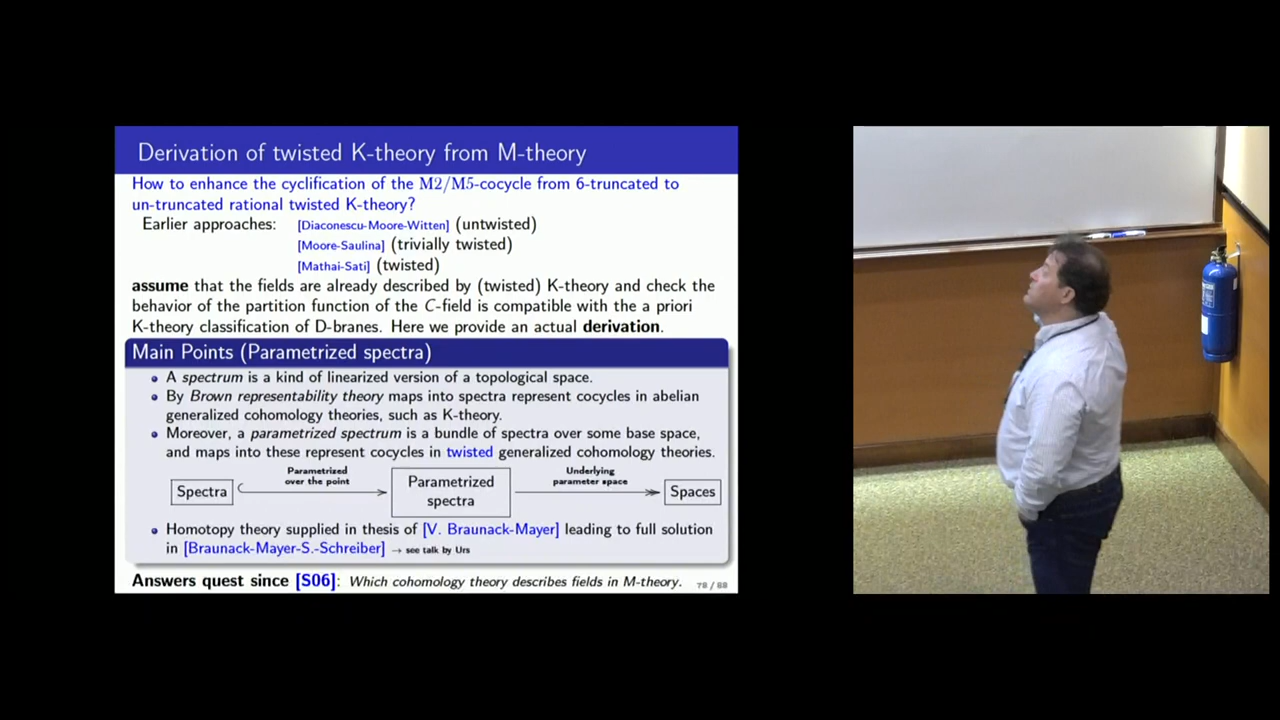 Derivation of twisted K-theory from M-theory
How to enhance the cyclification of the M2/M5-cocycle from 6-truncated to
un-truncated rational twisted K-theory?
Earlier approaches: [Diaconescu-Moore-Witten] (untwisted)
[Moore-Saulina] (trivially twisted)
[Mathai-Sati] (twisted)
assume that the fields are already described by (twisted) K-theory and check the
behavior of the partition function of the C-field is compatible with the a priori
K-theory classification of D-branes. Here we provide an actual derivation.
Main Points (Parametrized spectra)
• A spectrum is a kind of linearized version of a topological space.
• By Brown representability theory maps into spectra represent cocycles in abelian
generalized cohomology theories, such as K-theory.
• Moreover, a parametrized spectrum is a bundle of spectra over some base space,
and maps into these represent cocycles in twisted generalized cohomology theories.
Spectra
Parametrized
over the point
Parametrized
spectra
Underlying
parameter space
Spaces
• Homotopy theory supplied in thesis of [V. Braunack-Mayer] leading to full solution
in [Braunack-Mayer-S.-Schreiber] → see talk by Urs
Answers quest since [S06]: Which cohomology theory describes fields in M-theory.